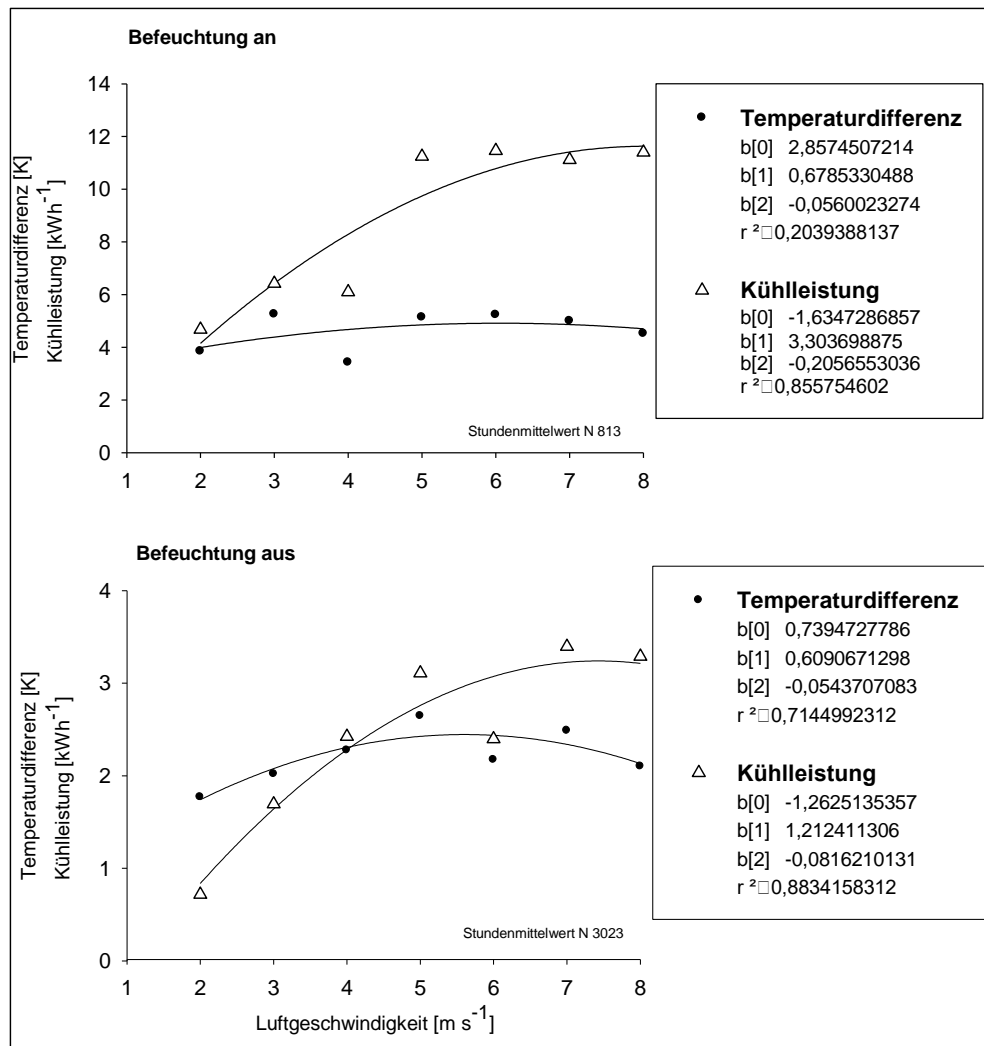 Befeuchtung an
Temperaturdifferenz [K]
Kühlleistung [kWh⁻¹]
14
12
10
8
6
4
2
0
1 2 3 4 5 6 7 8
Stundenmittelwert N 813
Temperaturdifferenz
b[0] 2,8574507214
b[1] 0,6785330488
b[2] -0,0560023274
r ²□0,2039388137
Kühlleistung
b[0] -1,6347286857
b[1] 3,303698875
b[2] -0,2056553036
r ²□0,855754602
Befeuchtung aus
Temperaturdifferenz [K]
Kühlleistung [kWh⁻¹]
4
3
2
1
0
1 2 3 4 5 6 7 8
Stundenmittelwert N 3023
Luftgeschwindigkeit [m s⁻¹]
Temperaturdifferenz
b[0] 0,7394727786
b[1] 0,6090671298
b[2] -0,0543707083
r ²□0,7144992312
Kühlleistung
b[0] -1,2625135357
b[1] 1,212411306
b[2] -0,0816210131
r ²□0,8834158312